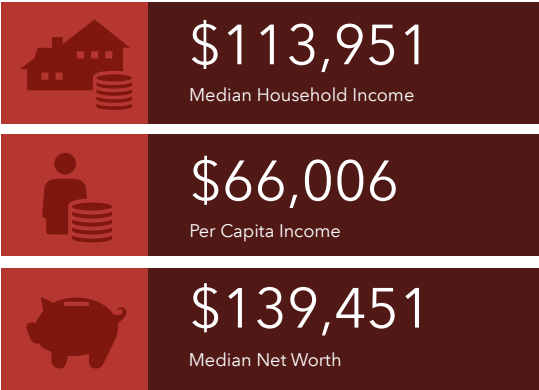 $113,951
Median Household Income
$66,006
Per Capita Income
$139,451
Median Net Worth